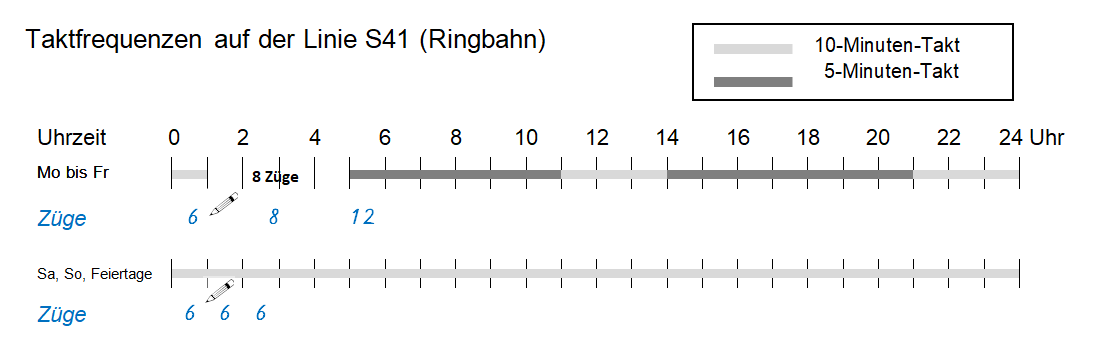 Taktfrequenzen auf der Linie S41 (Ringbahn)
10-Minuten-Takt
5-Minuten-Takt
Uhrzeit 0 2 4 6 8 10 12 14 16 18 20 22 24 Uhr
Mo bis Fr 8 Züge
Züge 6 8 12
Sa, So, Feiertage
Züge 6 6 6